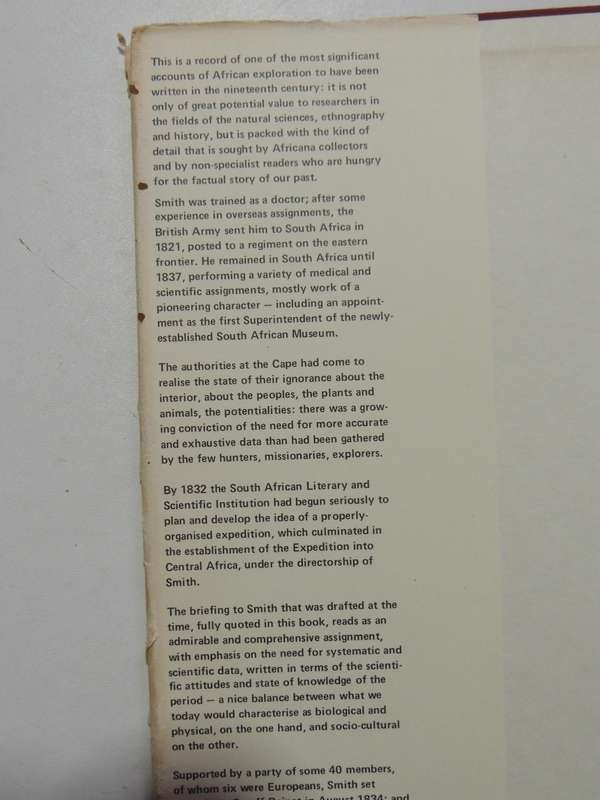 This is a record of one of the most significant
accounts of African exploration to have been
written in the nineteenth century: it is not
only of great potential value to researchers in
the fields of the natural sciences, ethnography
and history, but is packed with the kind of
detail that is sought by Africana collectors
and by non-specialist readers who are hungry
for the factual story of our past.
Smith was trained as a doctor; after some
experience in overseas assignments, the
British Army sent him to South Africa in
1821, posted to a regiment on the eastern
frontier. He remained in South Africa until
1837, performing a variety of medical and
scientific assignments, mostly work of a
pioneering character – including an appoint-
ment as the first Superintendent of the newly-
established South African Museum.
The authorities at the Cape had come to
realise the state of their ignorance about the
interior, about the peoples, the plants and
animals, the potentialities: there was a grow-
ing conviction of the need for more accurate
and exhaustive data than had been gathered
by the few hunters, missionaries, explorers.
By 1832 the South African Literary and
Scientific Institution had begun seriously to
plan and develop the idea of a properly-
organised expedition, which culminated in
the establishment of the Expedition into
Central Africa, under the directorship of
Smith.
The briefing to Smith that was drafted at the
time, fully quoted in this book, reads as an
admirable and comprehensive assignment,
with emphasis on the need for systematic and
scientific data, written in terms of the scienti-
fic attitudes and state of knowledge of the
period – a nice balance between what we
today would characterise as biological and
physical, on the one hand, and socio-cultural
on the other.
Supported by a party of some 40 members,
of whom six were Europeans, Smith set
Reinet in August 1834; and